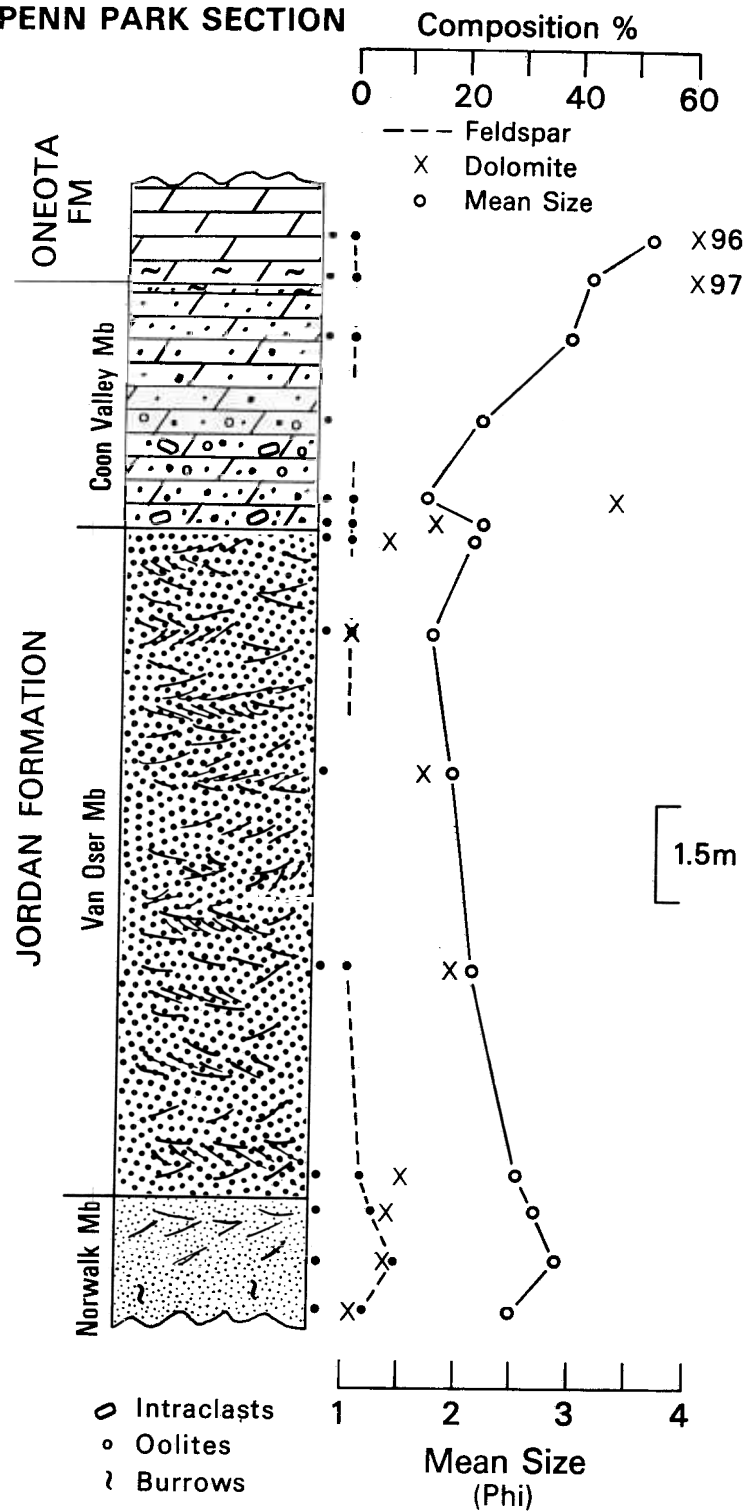 PENN PARK SECTION
Composition %
0 20 40 60
Feldspar
X Dolomite
Mean Size
ONEOTA
FM
X96
X97
Coon Valley Mb
JORDAN FORMATION
Van Oser Mb
1.5m
Norwalk Mb
1 2 3 4
Mean Size
(Phi)
Intraclasts
Oolites
Burrows